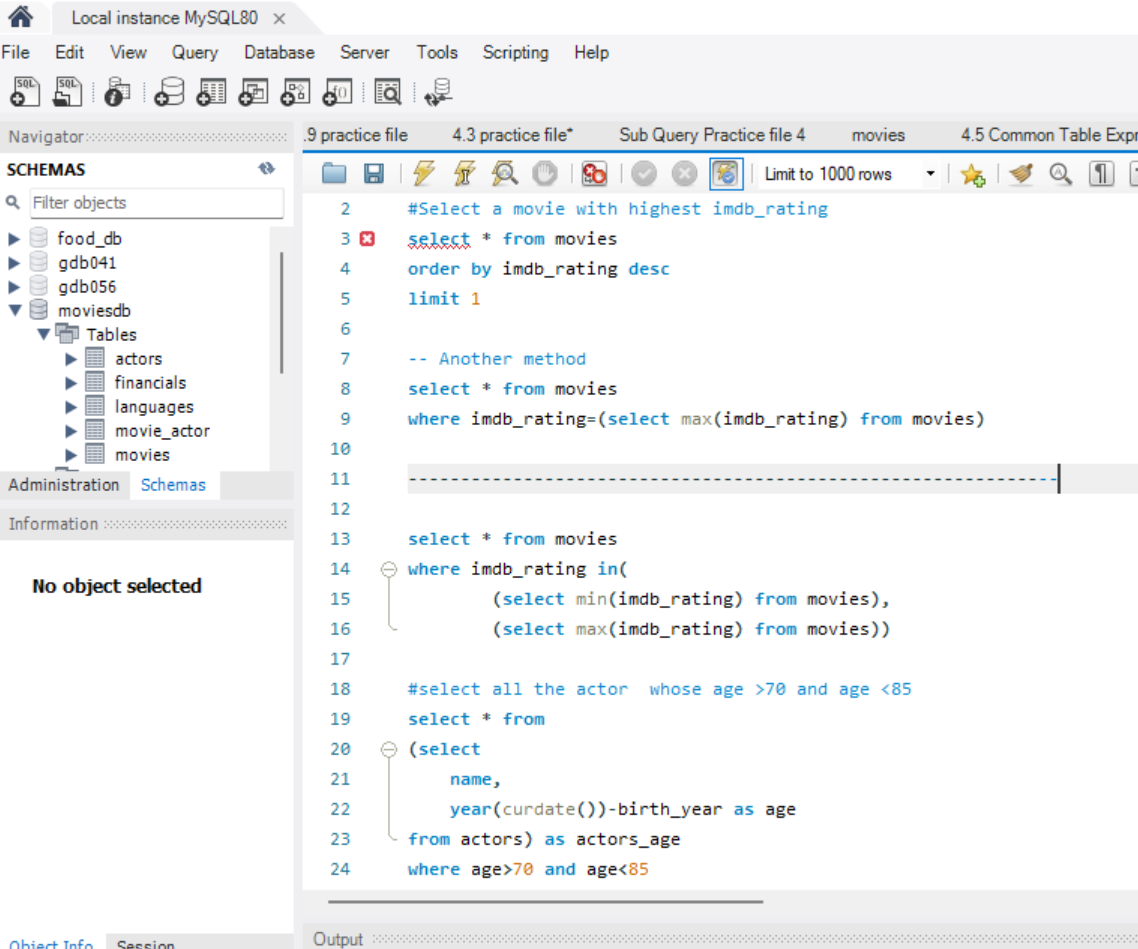 Local instance MySQL80 ×
File Edit View Query Database Server Tools Scripting Help
SQL SQL
Navigator
SCHEMAS
Filter objects
food_db
gdb041
gdb056
moviesdb
Tables
actors
financials
languages
movie_actor
movies
Administration Schemas
Information
No object selected
Object Info Session
.9 practice file 4.3 practice file* Sub Query Practice file 4 movies 4.5 Common Table Expr
Limit to 1000 rows
2 #Select a movie with highest imdb_rating
3 select * from movies
4 order by imdb_rating desc
5 limit 1
6
7 -- Another method
8 select * from movies
9 where imdb_rating=(select max(imdb_rating) from movies)
10
11 --------------------------------------------------------------
12
13 select * from movies
14 where imdb_rating in(
15 (select min(imdb_rating) from movies),
16 (select max(imdb_rating) from movies))
17
18 #select all the actor  whose age >70 and age <85
19 select * from
20 (select
21 name,
22 year(curdate())-birth_year as age
23 from actors) as actors_age
24 where age>70 and age<85
Output